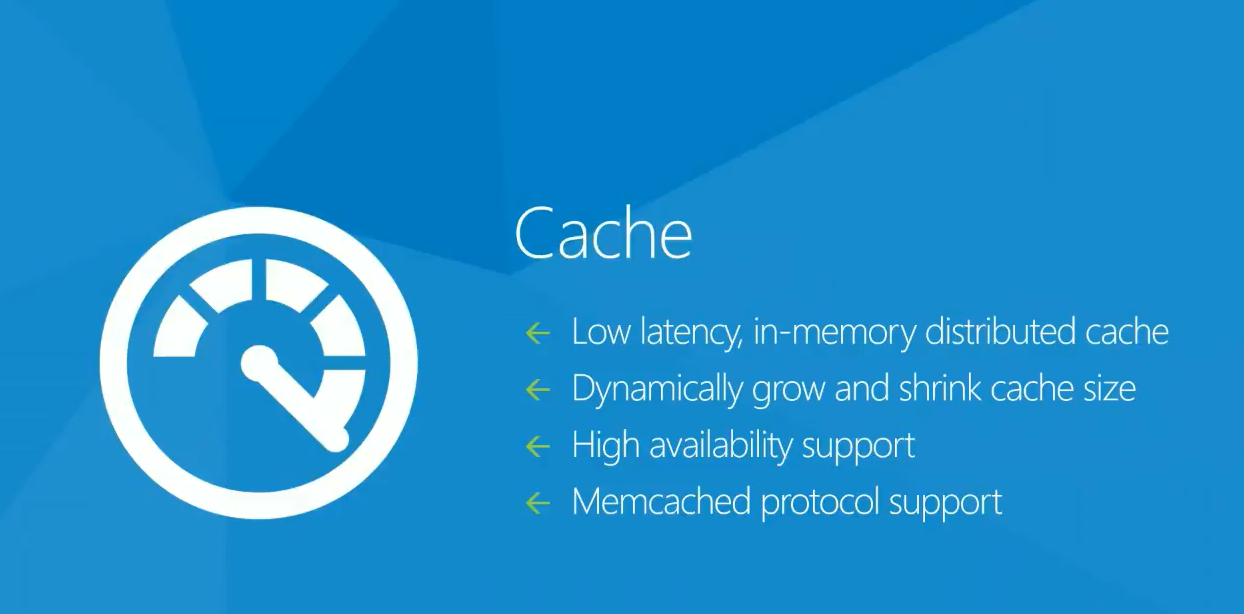 Cache
Low latency, in-memory distributed cache
Dynamically grow and shrink cache size
High availability support
Memcached protocol support